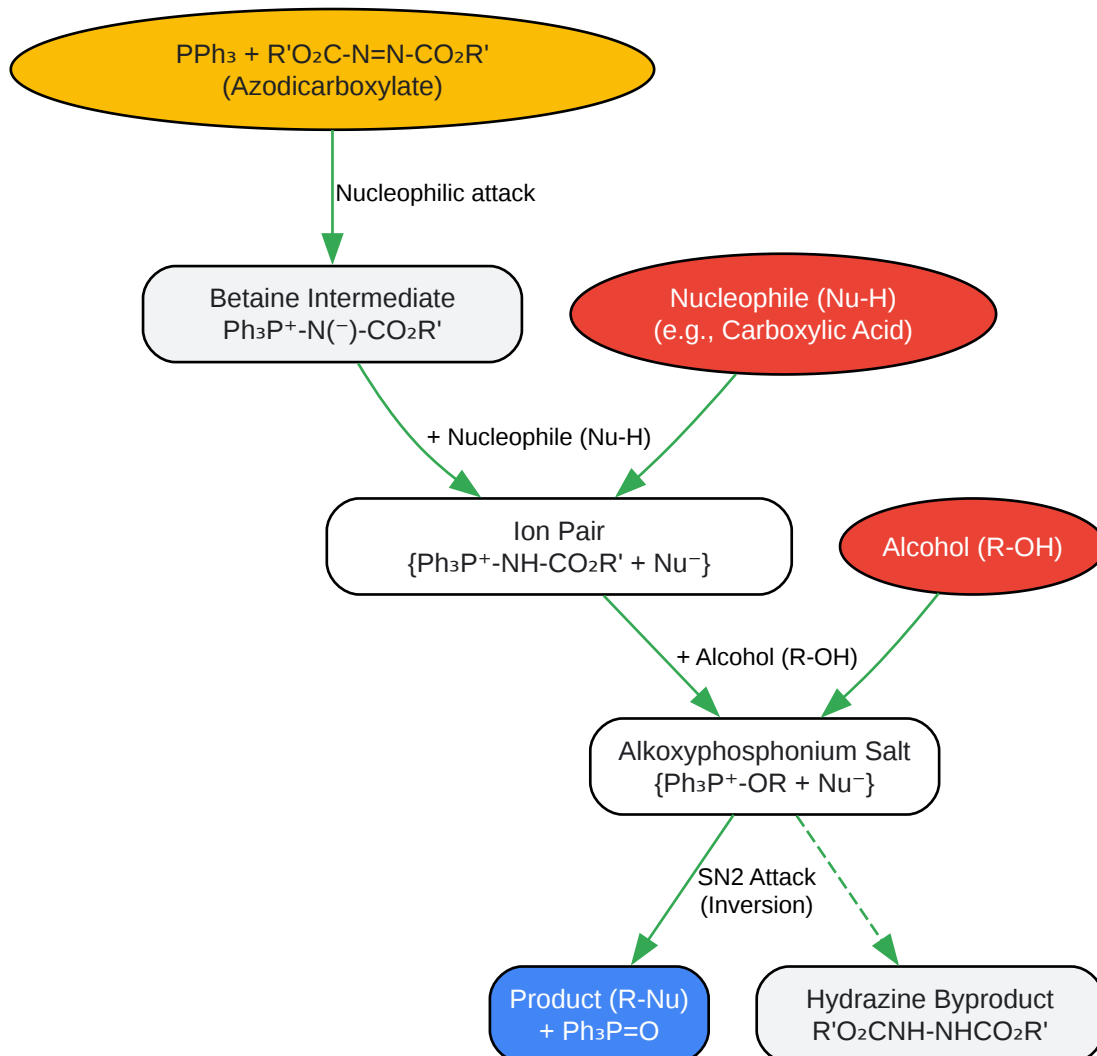 PPh₃ + R'O₂C-N=N-CO₂R'
(Azodicarboxylate)
Nucleophilic attack
Betaine Intermediate
Ph₃P⁺-N(⁻)-CO₂R'
Nucleophile (Nu-H)
(e.g., Carboxylic Acid)
+ Nucleophile (Nu-H)
Ion Pair
{Ph₃P⁺-NH-CO₂R' + Nu⁻}
Alcohol (R-OH)
+ Alcohol (R-OH)
Alkoxyphosphonium Salt
{Ph₃P⁺-OR + Nu⁻}
SN2 Attack
(Inversion)
Product (R-Nu)
+ Ph₃P=O
Hydrazine Byproduct
R'O₂CNH-NHCO₂R'